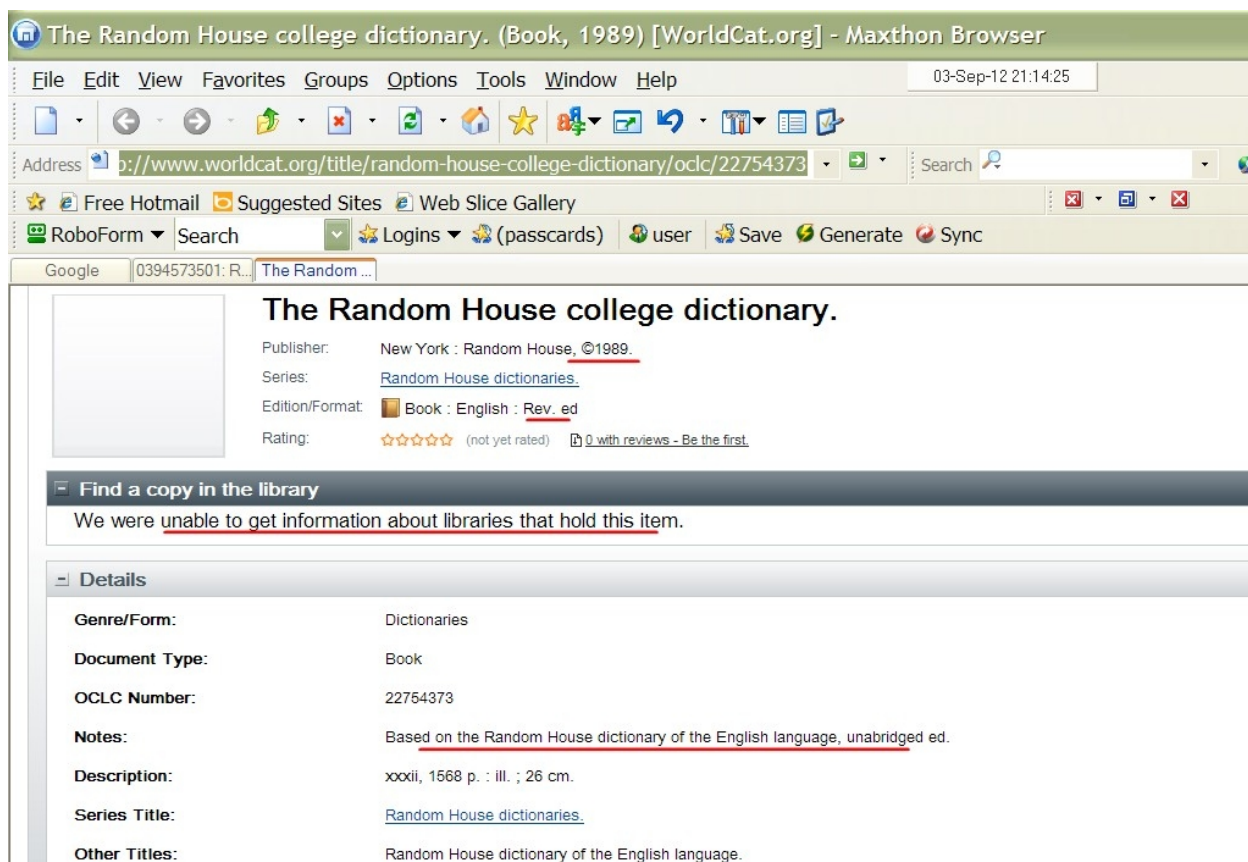 The Random House college dictionary. (Book, 1989) [WorldCat.org] - Maxthon Browser
File Edit View Favorites Groups Options Tools Window Help 03-Sep-12 21:14:25
Address p://www.worldcat.org/title/random-house-college-dictionary/oclc/22754373 Search
Free Hotmail Suggested Sites Web Slice Gallery
RoboForm Search Logins (passcards) user Save Generate Sync
Google 0394573501: R... The Random ...
The Random House college dictionary.
Publisher: New York : Random House, ©1989.
Series: Random House dictionaries.
Edition/Format: Book : English : Rev. ed
Rating: (not yet rated) 0 with reviews - Be the first.
Find a copy in the library
We were unable to get information about libraries that hold this item.
Details
Genre/Form: Dictionaries
Document Type: Book
OCLC Number: 22754373
Notes: Based on the Random House dictionary of the English language, unabridged ed.
Description: xxxii, 1568 p. : ill. ; 26 cm.
Series Title: Random House dictionaries.
Other Titles: Random House dictionary of the English language.